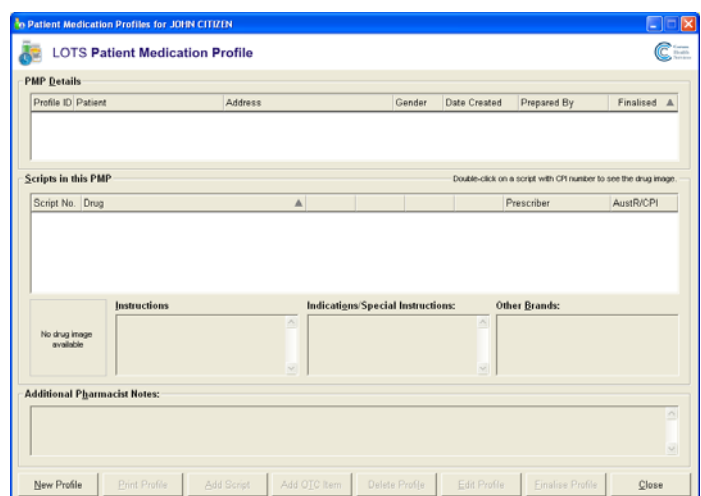 Patient Medication Profiles for JOHN CITIZEN
LOTS Patient Medication Profile
PMP Details
Profile ID Patient Address Gender Date Created Prepared By Finalised
Scripts in this PMP Double-click on a script with CPI number to see the drug image.
Script No. Drug Prescriber AustR/CPI
Instructions Indications/Special Instructions: Other Brands:
No drug image
available
Additional Pharmacist Notes:
New Profile Print Profile Add Script Add OTC Item Delete Profile Edit Profile Finalise Profile Close